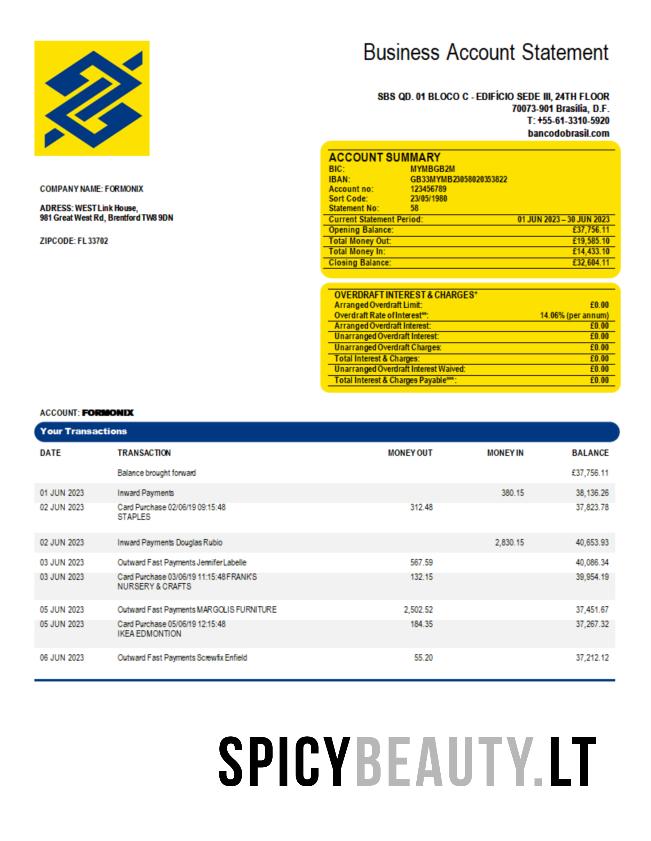 Business Account Statement
SBS QD. 01 BLOCO C - EDIFÍCIO SEDE III, 24TH FLOOR
70073-901 Brasilia, D.F.
T: +55-61-3310-5920
bancodobrasil.com
COMPANY NAME: FORMONIX
ADRESS: WEST Link House,
981 Great West Rd, Brentford TW8 9DN
ZIPCODE: FL 33702
ACCOUNT SUMMARY
BIC: MYMBGB2M
IBAN: GB33MYMB23058020353822
Account no: 123456789
Sort Code: 23/05/1980
Statement No: 58
Current Statement Period: 01 JUN 2023 – 30 JUN 2023
Opening Balance: £37,756.11
Total Money Out: £19,585.10
Total Money In: £14,433.10
Closing Balance: £32,604.11
OVERDRAFT INTEREST & CHARGES*
Arranged Overdraft Limit: £0.00
Overdraft Rate of Interest**: 14.06% (per annum)
Arranged Overdraft Interest: £0.00
Unarranged Overdraft Interest: £0.00
Unarranged Overdraft Charges: £0.00
Total Interest & Charges: £0.00
Unarranged Overdraft Interest Waived: £0.00
Total Interest & Charges Payable***: £0.00
ACCOUNT: FORMONIX
Your Transactions
DATE TRANSACTION MONEY OUT MONEY IN BALANCE
Balance brought forward £37,756.11
01 JUN 2023 Inward Payments 380.15 38,136.26
02 JUN 2023 Card Purchase 02/06/19 09:15:48 312.48 37,823.78
STAPLES
02 JUN 2023 Inward Payments Douglas Rubio 2,830.15 40,653.93
03 JUN 2023 Outward Fast Payments Jennifer Labelle 567.59 40,086.34
03 JUN 2023 Card Purchase 03/06/19 11:15:48 FRANK'S 132.15 39,954.19
NURSERY & CRAFTS
05 JUN 2023 Outward Fast Payments MARGOLIS FURNITURE 2,502.52 37,451.67
05 JUN 2023 Card Purchase 05/06/19 12:15:48 184.35 37,267.32
IKEA EDMONTION
06 JUN 2023 Outward Fast Payments Screwfix Enfield 55.20 37,212.12
SPICYBEAUTY.LT